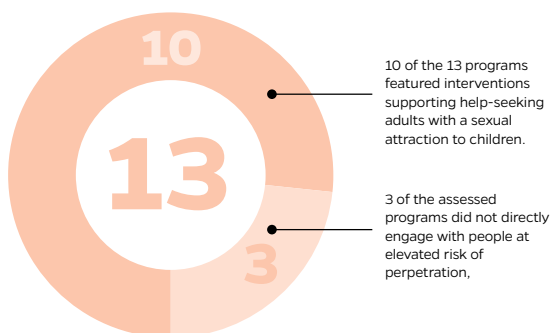 10
13
3
10 of the 13 programs
featured interventions
supporting help-seeking
adults with a sexual
attraction to children.
3 of the assessed
programs did not directly
engage with people at
elevated risk of
perpetration,